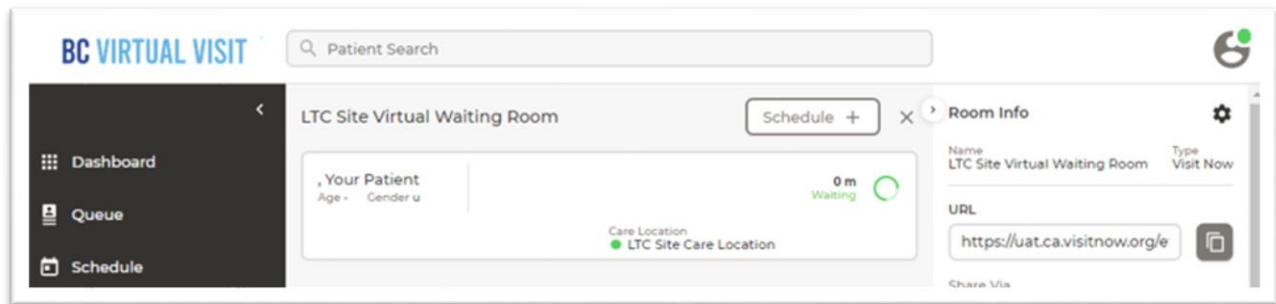 BC VIRTUAL VISIT
Patient Search
Dashboard
Queue
Schedule
LTC Site Virtual Waiting Room
Schedule +
, Your Patient
Age - Gender u
0 m
Waiting
Care Location
LTC Site Care Location
Room Info
Name
LTC Site Virtual Waiting Room
Type
Visit Now
URL
https://uat.ca.visitnow.org/e
Share Via